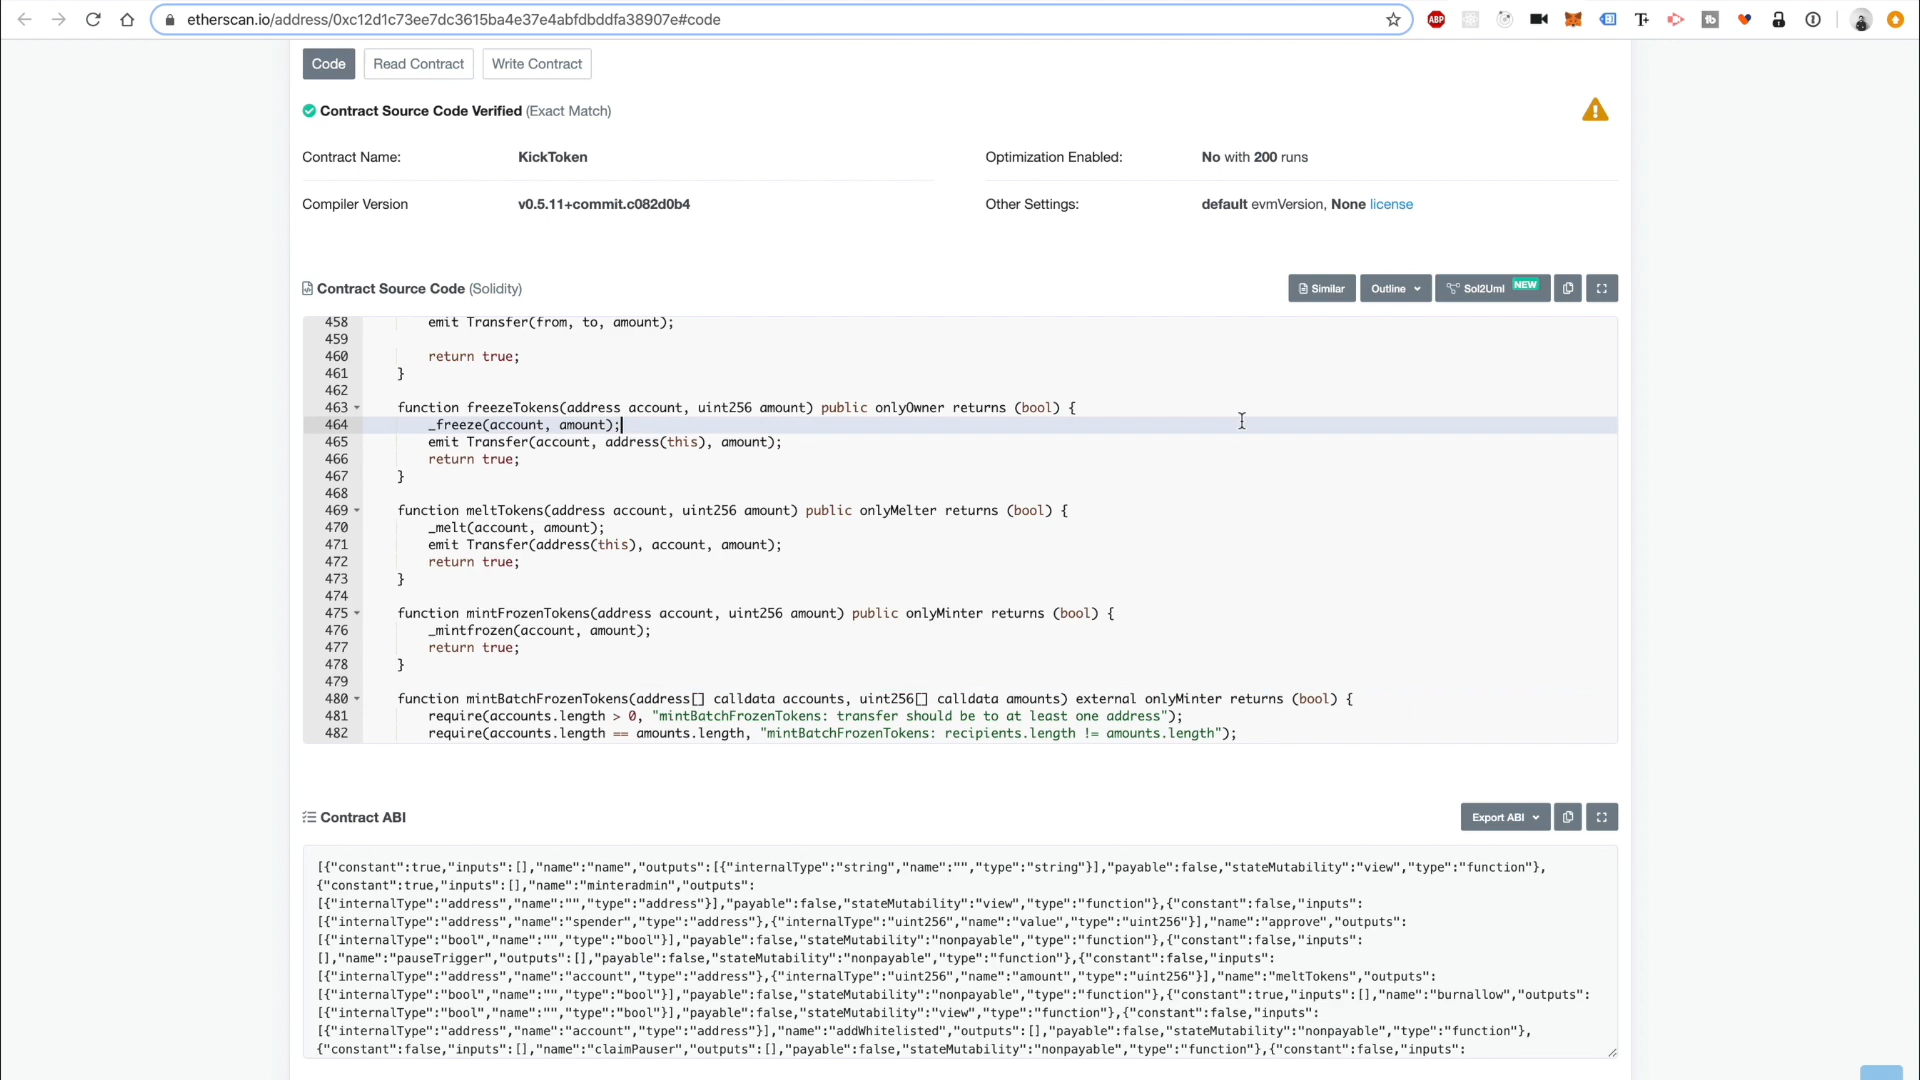 etherscan.io/address/0xc12d1c73ee7dc3615ba4e37e4abfdbddfa38907e#code
ABP
T+
tb
Code
Read Contract
Write Contract
Contract Source Code Verified (Exact Match)
Contract Name:
KickToken
Optimization Enabled:
No with 200 runs
Compiler Version
v0.5.11+commit.c082d0b4
Other Settings:
default evmVersion, None license
Contract Source Code (Solidity)
Similar
Outline
Sol2Uml NEW
458 emit Transfer(from, to, amount);
459
460 return true;
461 }
462
463 function freezeTokens(address account, uint256 amount) public onlyOwner returns (bool) {
464 _freeze(account, amount);
465 emit Transfer(account, address(this), amount);
466 return true;
467 }
468
469 function meltTokens(address account, uint256 amount) public onlyMelter returns (bool) {
470 _melt(account, amount);
471 emit Transfer(address(this), account, amount);
472 return true;
473 }
474
475 function mintFrozenTokens(address account, uint256 amount) public onlyMinter returns (bool) {
476 _mintfrozen(account, amount);
477 return true;
478 }
479
480 function mintBatchFrozenTokens(address[] calldata accounts, uint256[] calldata amounts) external onlyMinter returns (bool) {
481 require(accounts.length > 0, "mintBatchFrozenTokens: transfer should be to at least one address");
482 require(accounts.length == amounts.length, "mintBatchFrozenTokens: recipients.length != amounts.length");
Contract ABI
Export ABI
[{"constant":true,"inputs":[],"name":"name","outputs":[{"internalType":"string","name":"","type":"string"}],"payable":false,"stateMutability":"view","type":"function"},
{"constant":true,"inputs":[],"name":"minteradmin","outputs":
[{"internalType":"address","name":"","type":"address"}],"payable":false,"stateMutability":"view","type":"function"},{"constant":false,"inputs":
[{"internalType":"address","name":"spender","type":"address"},{"internalType":"uint256","name":"value","type":"uint256"}],"name":"approve","outputs":
[{"internalType":"bool","name":"","type":"bool"}],"payable":false,"stateMutability":"nonpayable","type":"function"},{"constant":false,"inputs":
[],"name":"pauseTrigger","outputs":[],"payable":false,"stateMutability":"nonpayable","type":"function"},{"constant":false,"inputs":
[{"internalType":"address","name":"account","type":"address"},{"internalType":"uint256","name":"amount","type":"uint256"}],"name":"meltTokens","outputs":
[{"internalType":"bool","name":"","type":"bool"}],"payable":false,"stateMutability":"nonpayable","type":"function"},{"constant":true,"inputs":[],"name":"burnallow","outputs":
[{"internalType":"bool","name":"","type":"bool"}],"payable":false,"stateMutability":"view","type":"function"},{"constant":false,"inputs":
[{"internalType":"address","name":"account","type":"address"}],"name":"addWhitelisted","outputs":[],"payable":false,"stateMutability":"nonpayable","type":"function"},
{"constant":false,"inputs":[],"name":"claimPauser","outputs":[],"payable":false,"stateMutability":"nonpayable","type":"function"},{"constant":false,"inputs":